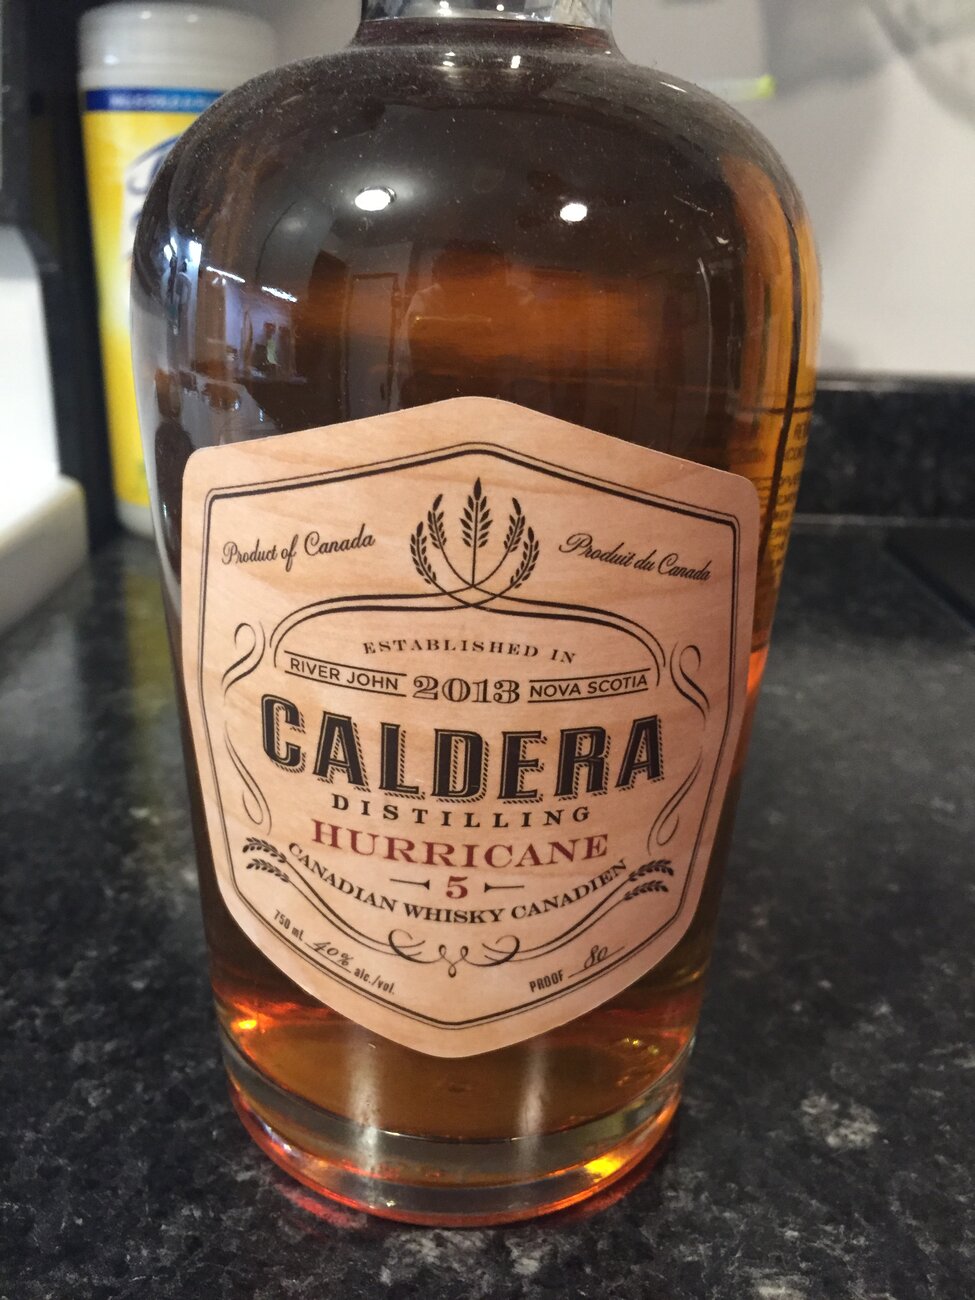 Product of Canada
Produit du Canada
ESTABLISHED IN
RIVER JOHN 2013 NOVA SCOTIA
CALDERA
DISTILLING
HURRICANE
5
CANADIAN WHISKY CANADIEN
750 ml 40% alc./vol.
PROOF 80